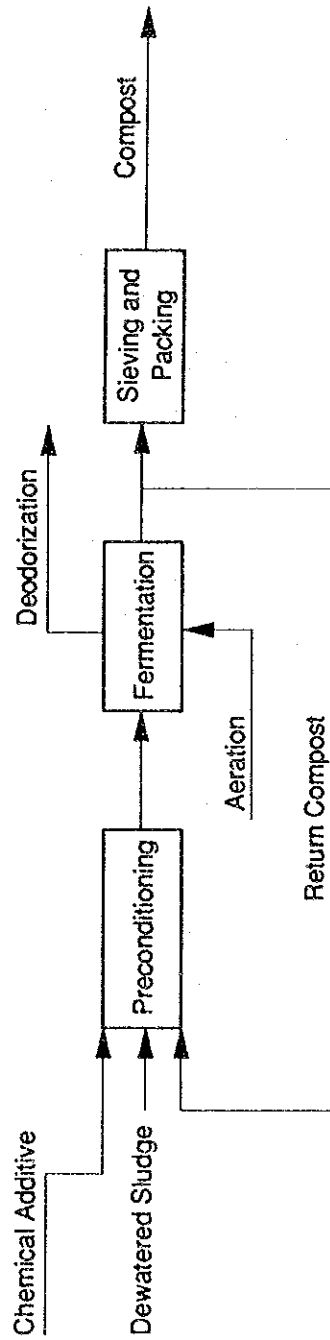 Chemical Additive
Dewatered Sludge
Preconditioning
Fermentation
Deodorization
Aeration
Return Compost
Sieving and
Packing
Compost